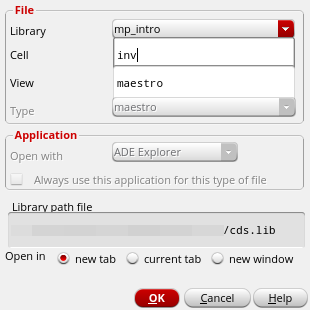 File
Library mp_intro
Cell inv
View maestro
Type maestro
Application
Open with ADE Explorer
Always use this application for this type of file
Library path file
/cds.lib
Open in new tab current tab new window
OK Cancel Help